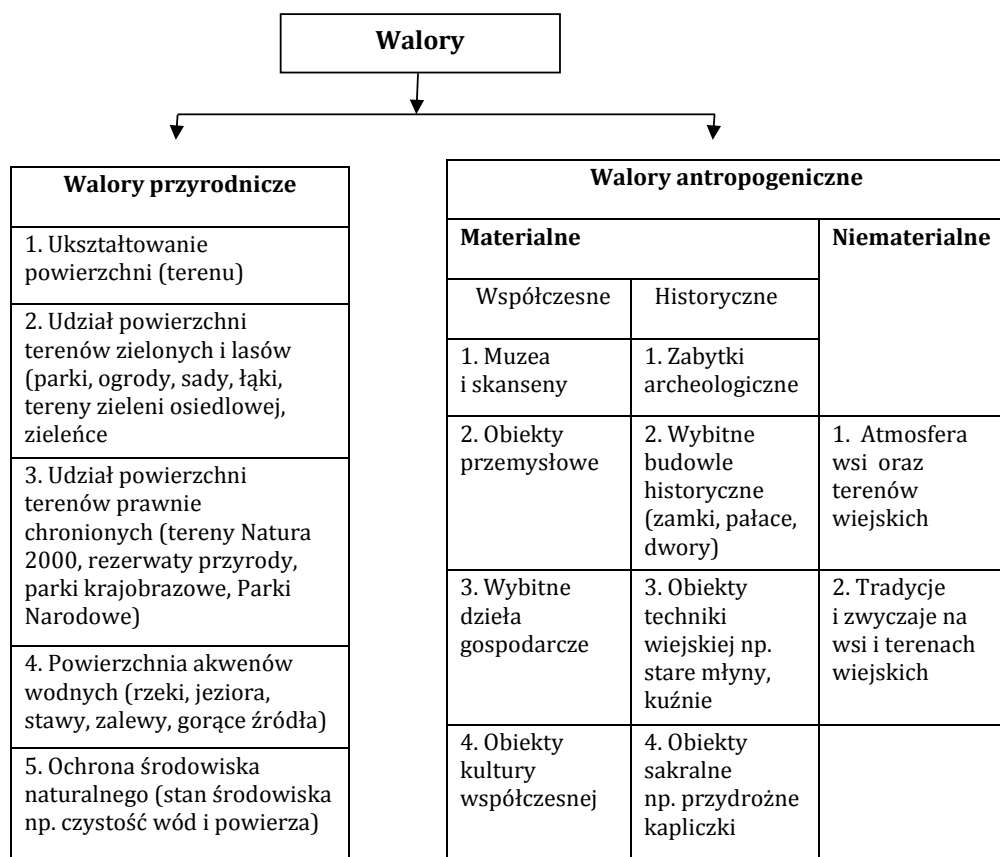 Walory
Walory przyrodnicze
1. Ukształtowanie
powierzchni (terenu)
2. Udział powierzchni
terenów zielonych i lasów
(parki, ogrody, sady, łąki,
tereny zieleni osiedlowej,
zieleńce
3. Udział powierzchni
terenów prawnie
chronionych (tereny Natura
2000, rezerwaty przyrody,
parki krajobrazowe, Parki
Narodowe)
4. Powierzchnia akwenów
wodnych (rzeki, jeziora,
stawy, zalewy, gorące źródła)
5. Ochrona środowiska
naturalnego (stan środowiska
np. czystość wód i powierza)
Walory antropogeniczne
Materialne
Niematerialne
Współczesne
Historyczne
1. Muzea
i skanseny
1. Zabytki
archeologiczne
2. Obiekty
przemysłowe
2. Wybitne
budowle
historyczne
(zamki, pałace,
dwory)
1. Atmosfera
wsi oraz
terenów
wiejskich
3. Wybitne
dzieła
gospodarcze
3. Obiekty
techniki
wiejskiej np.
stare młyny,
kuźnie
2. Tradycje
i zwyczaje na
wsi i terenach
wiejskich
4. Obiekty
kultury
współczesnej
4. Obiekty
sakralne
np. przydrożne
kapliczki